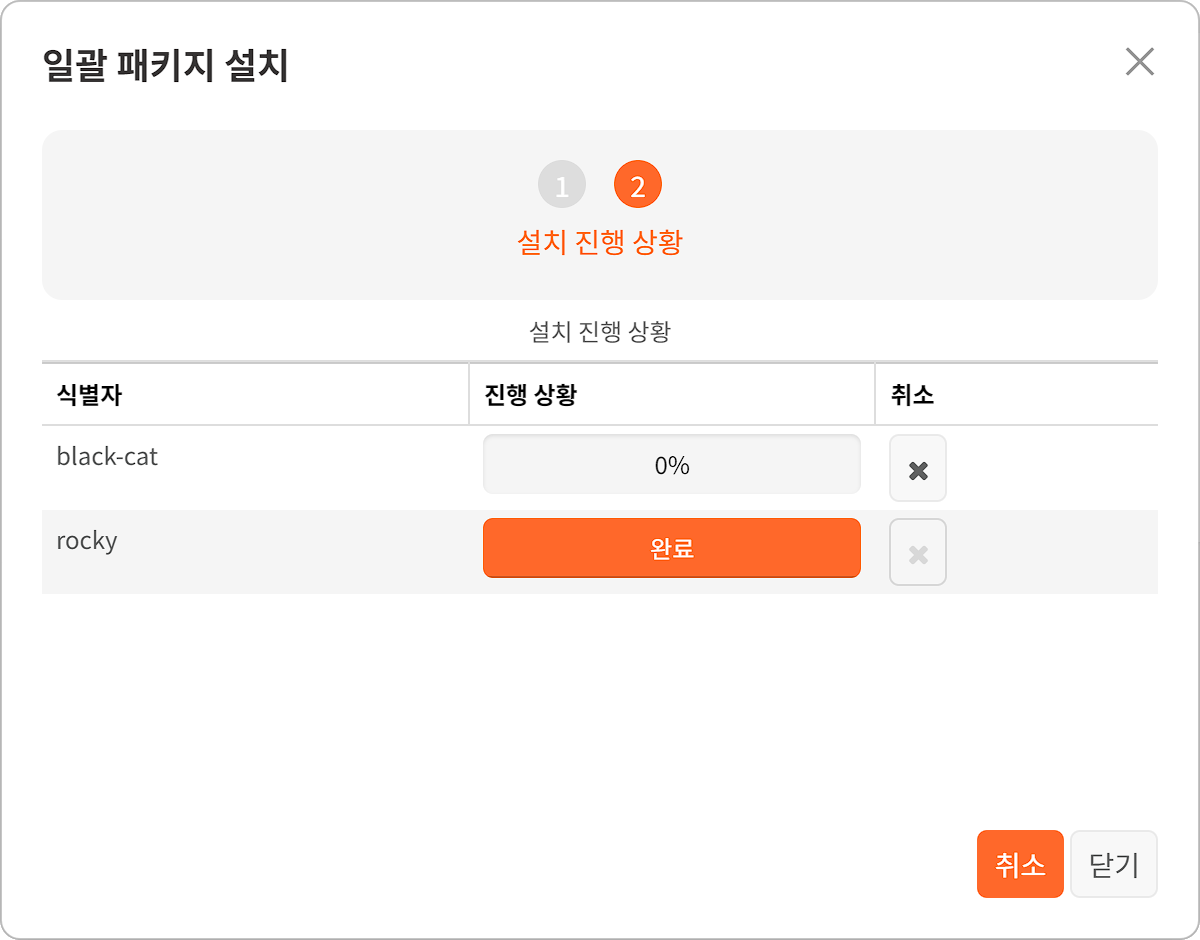 일괄 패키지 설치
1 2
설치 진행 상황
설치 진행 상황
식별자 진행 상황 취소
black-cat 0%
rocky 완료
취소 닫기